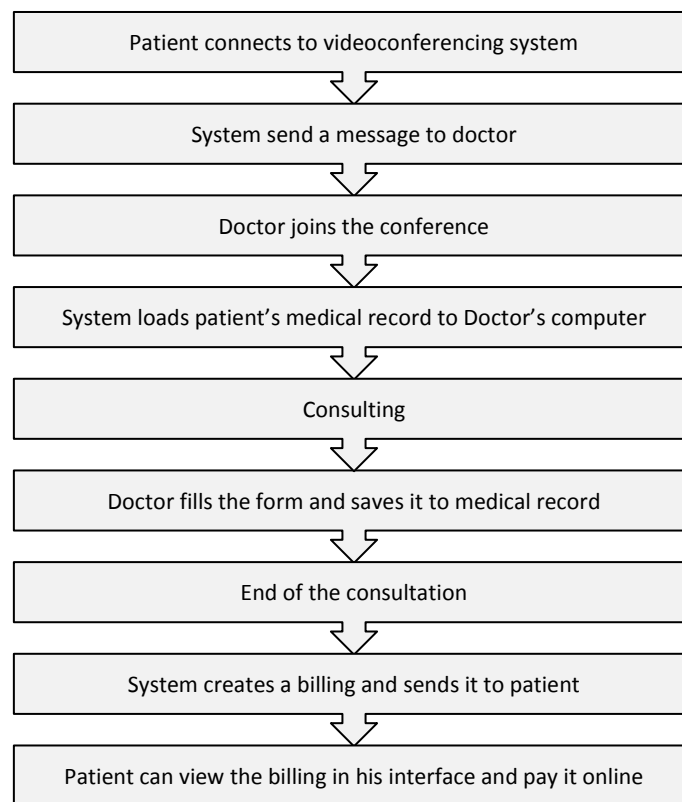 Patient connects to videoconferencing system
System send a message to doctor
Doctor joins the conference
System loads patient’s medical record to Doctor’s computer
Consulting
Doctor fills the form and saves it to medical record
End of the consultation
System creates a billing and sends it to patient
Patient can view the billing in his interface and pay it online